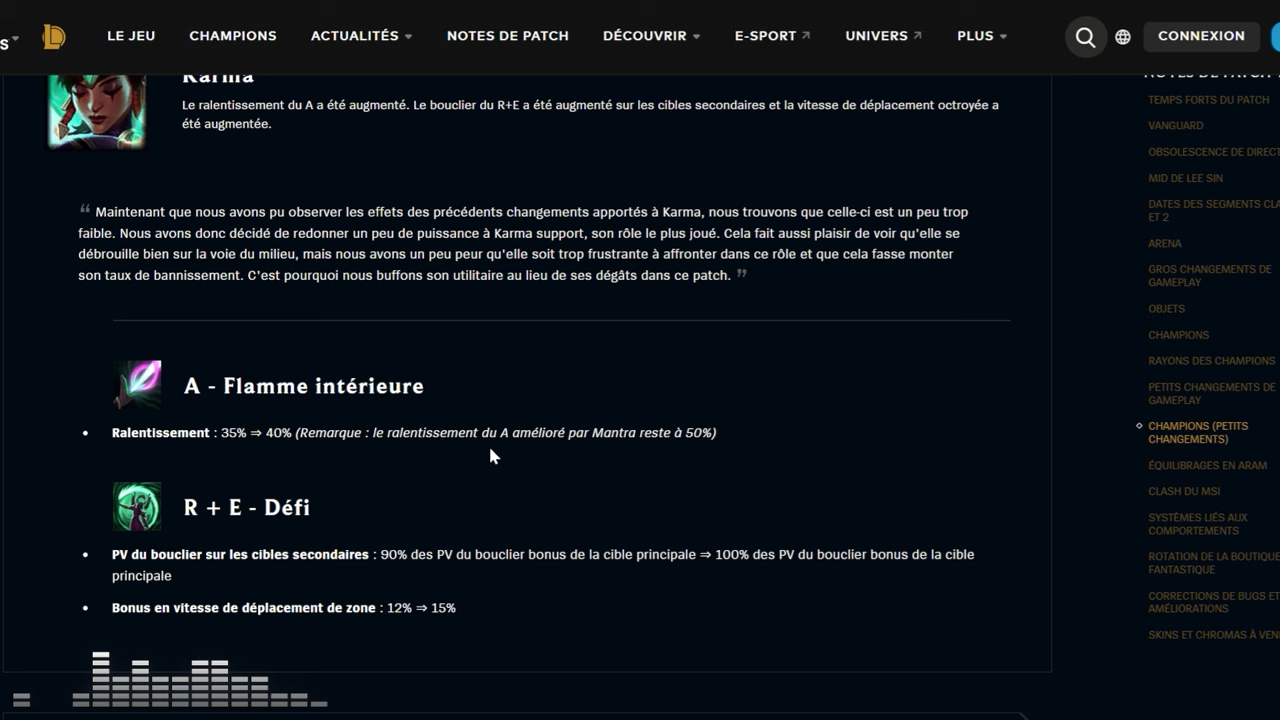 S
LE JEU CHAMPIONS ACTUALITÉS NOTES DE PATCH DÉCOUVRIR E-SPORT UNIVERS PLUS CONNEXION
Karma
Le ralentissement du A a été augmenté. Le bouclier du R+E a été augmenté sur les cibles secondaires et la vitesse de déplacement octroyée a
été augmentée.
“ Maintenant que nous avons pu observer les effets des précédents changements apportés à Karma, nous trouvons que celle-ci est un peu trop
faible. Nous avons donc décidé de redonner un peu de puissance à Karma support, son rôle le plus joué. Cela fait aussi plaisir de voir qu'elle se
débrouille bien sur la voie du milieu, mais nous avons un peu peur qu'elle soit trop frustrante à affronter dans ce rôle et que cela fasse monter
son taux de bannissement. C'est pourquoi nous buffons son utilitaire au lieu de ses dégâts dans ce patch. ”
A - Flamme intérieure
• Ralentissement : 35% ⇒ 40% (Remarque : le ralentissement du A amélioré par Mantra reste à 50%)
R + E - Défi
• PV du bouclier sur les cibles secondaires : 90% des PV du bouclier bonus de la cible principale ⇒ 100% des PV du bouclier bonus de la cible
principale
• Bonus en vitesse de déplacement de zone : 12% ⇒ 15%
NOTES DE PATCH
TEMPS FORTS DU PATCH
VANGUARD
OBSOLESCENCE DE DIRECT
MID DE LEE SIN
DATES DES SEGMENTS CLA
ET 2
ARENA
GROS CHANGEMENTS DE
GAMEPLAY
OBJETS
CHAMPIONS
RAYONS DES CHAMPIONS
PETITS CHANGEMENTS DE
GAMEPLAY
CHAMPIONS (PETITS
CHANGEMENTS)
ÉQUILIBRAGES EN ARAM
CLASH DU MSI
SYSTÈMES LIÉS AUX
COMPORTEMENTS
ROTATION DE LA BOUTIQUE
FANTASTIQUE
CORRECTIONS DE BUGS ET
AMÉLIORATIONS
SKINS ET CHROMAS À VENI